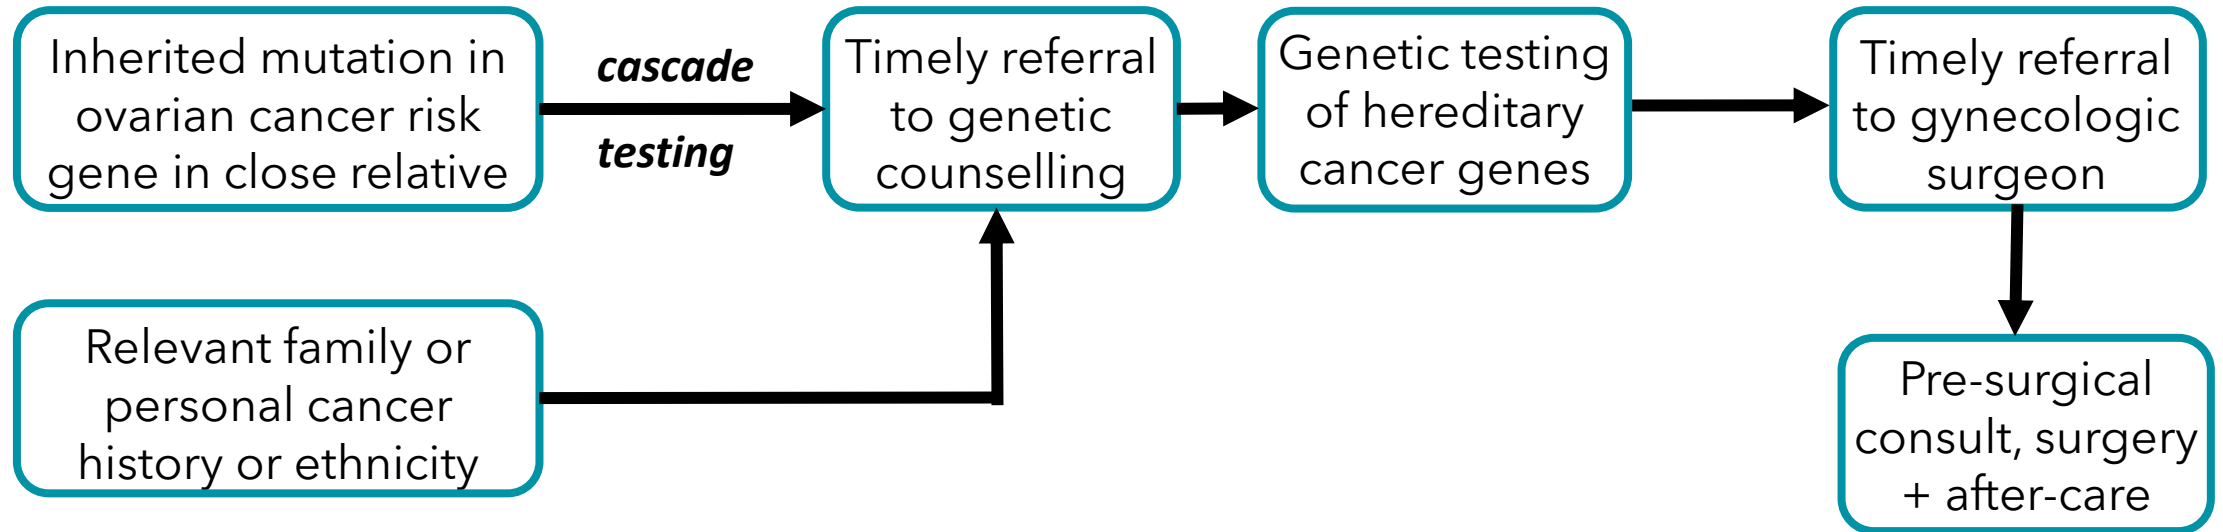 Inherited mutation in
ovarian cancer risk
gene in close relative
cascade
testing
Timely referral
to genetic
counselling
Genetic testing
of hereditary
cancer genes
Timely referral
to gynecologic
surgeon
Relevant family or
personal cancer
history or ethnicity
Pre-surgical
consult, surgery
+ after-care